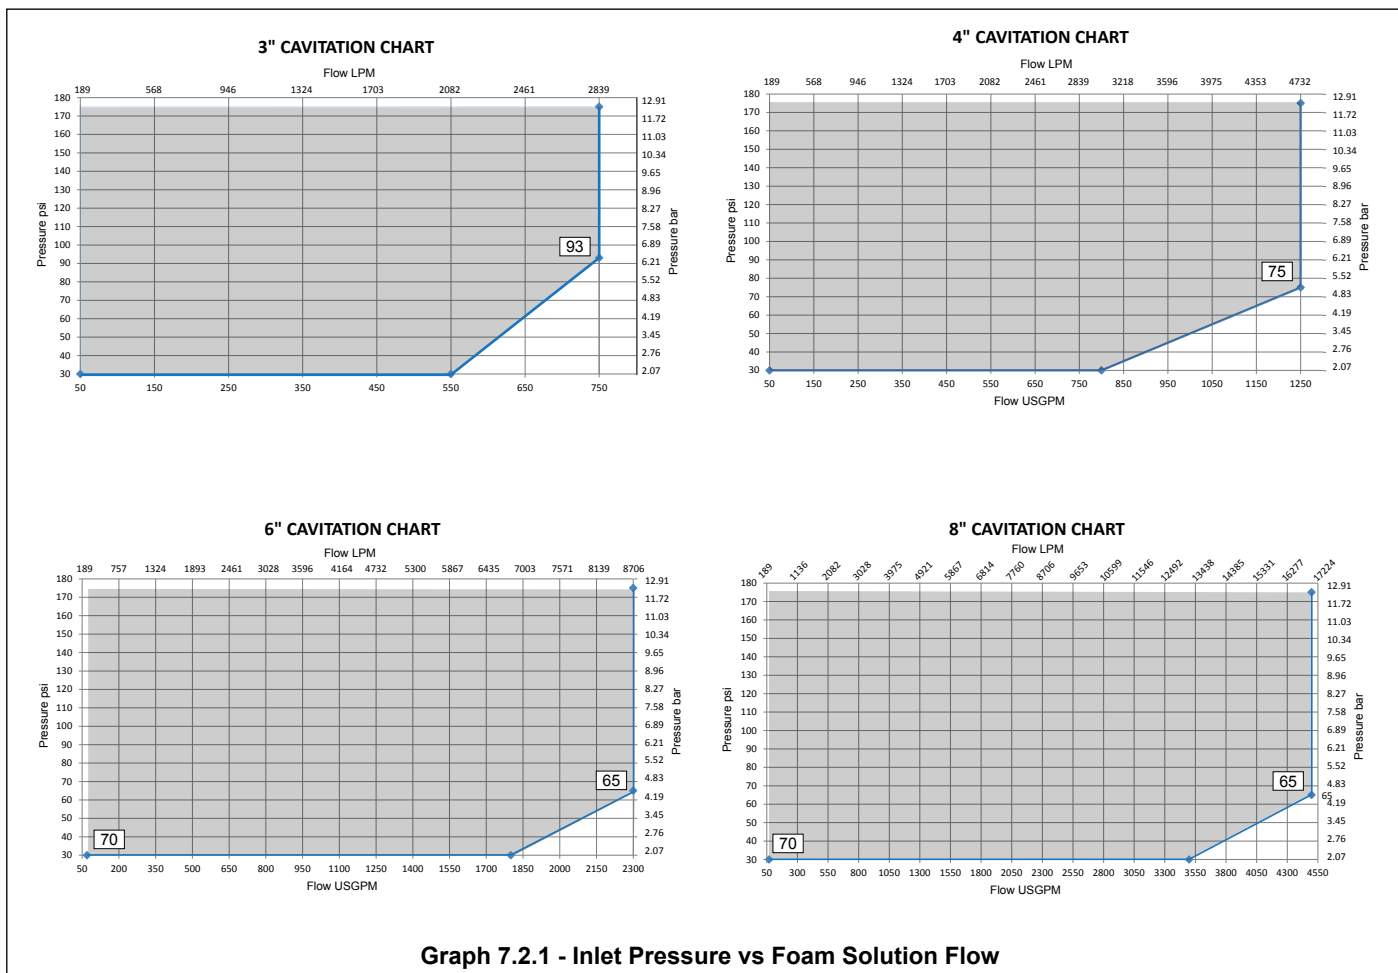 3" CAVITATION CHART
Flow LPM
189 568 946 1324 1703 2082 2461 2839
180 12.91
170 11.72
160 11.03
150 10.34
140 9.65
130 8.96
120 8.27
110 7.58
100 6.89
90 6.21
80 5.52
70 4.83
60 4.19
50 3.45
40 2.76
30 2.07
Pressure psi
Pressure bar
93
50 150 250 350 450 550 650 750
4" CAVITATION CHART
Flow LPM
189 568 946 1324 1703 2082 2461 2839 3218 3596 3975 4353 4732
180 12.91
170 11.72
160 11.03
150 10.34
140 9.65
130 8.96
120 8.27
110 7.58
100 6.89
90 6.21
80 5.52
70 4.83
60 4.19
50 3.45
40 2.76
30 2.07
Pressure psi
Pressure bar
75
50 150 250 350 450 550 650 750 850 950 1050 1150 1250
Flow USGPM
6" CAVITATION CHART
Flow LPM
189 757 1324 1893 2461 3028 3596 4164 4732 5300 5867 6435 7003 7571 8139 8706
180 12.91
170 11.72
160 11.03
150 10.34
140 9.65
130 8.96
120 8.27
110 7.58
100 6.89
90 6.21
80 5.52
70 4.83
60 4.19
50 3.45
40 2.76
30 2.07
Pressure psi
Pressure bar
65
70
50 200 350 500 650 800 950 1100 1250 1400 1550 1700 1850 2000 2150 2300
Flow USGPM
8" CAVITATION CHART
Flow LPM
189 1136 2082 3028 3975 4921 5867 6814 7760 8706 9653 10599 11546 12492 13438 14385 15331 16277 17224
180 12.91
170 11.72
160 11.03
150 10.34
140 9.65
130 8.96
120 8.27
110 7.58
100 6.89
90 6.21
80 5.52
70 4.83
60 4.19
50 3.45
40 2.76
30 2.07
Pressure psi
Pressure bar
65
65
70
50 300 550 800 1050 1300 1550 1800 2050 2300 2550 2800 3050 3300 3550 3800 4050 4300 4550
Flow USGPM
Graph 7.2.1 - Inlet Pressure vs Foam Solution Flow